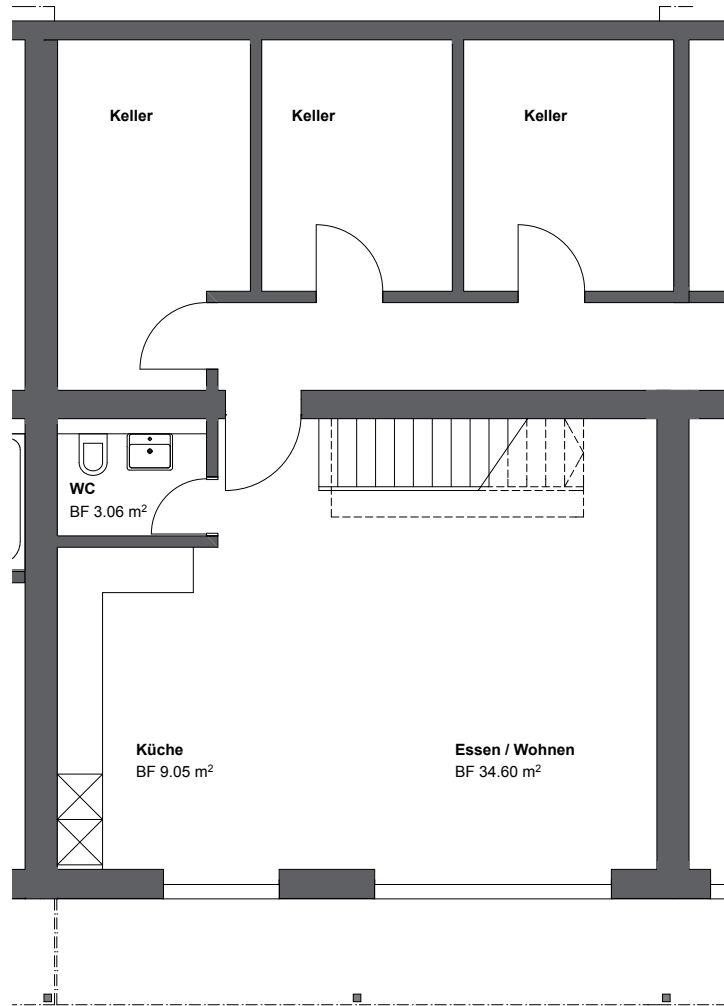 Keller
Keller
Keller
WC
BF 3.06 m²
Küche
BF 9.05 m²
Essen / Wohnen
BF 34.60 m²